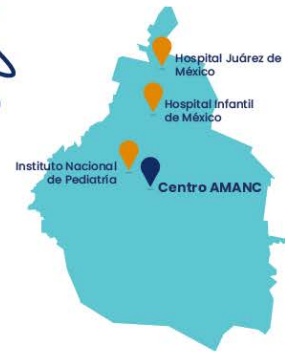 Hospital Juárez de
México
Hospital Infantil
de México
Instituto Nacional
de Pediatría
Centro AMANC